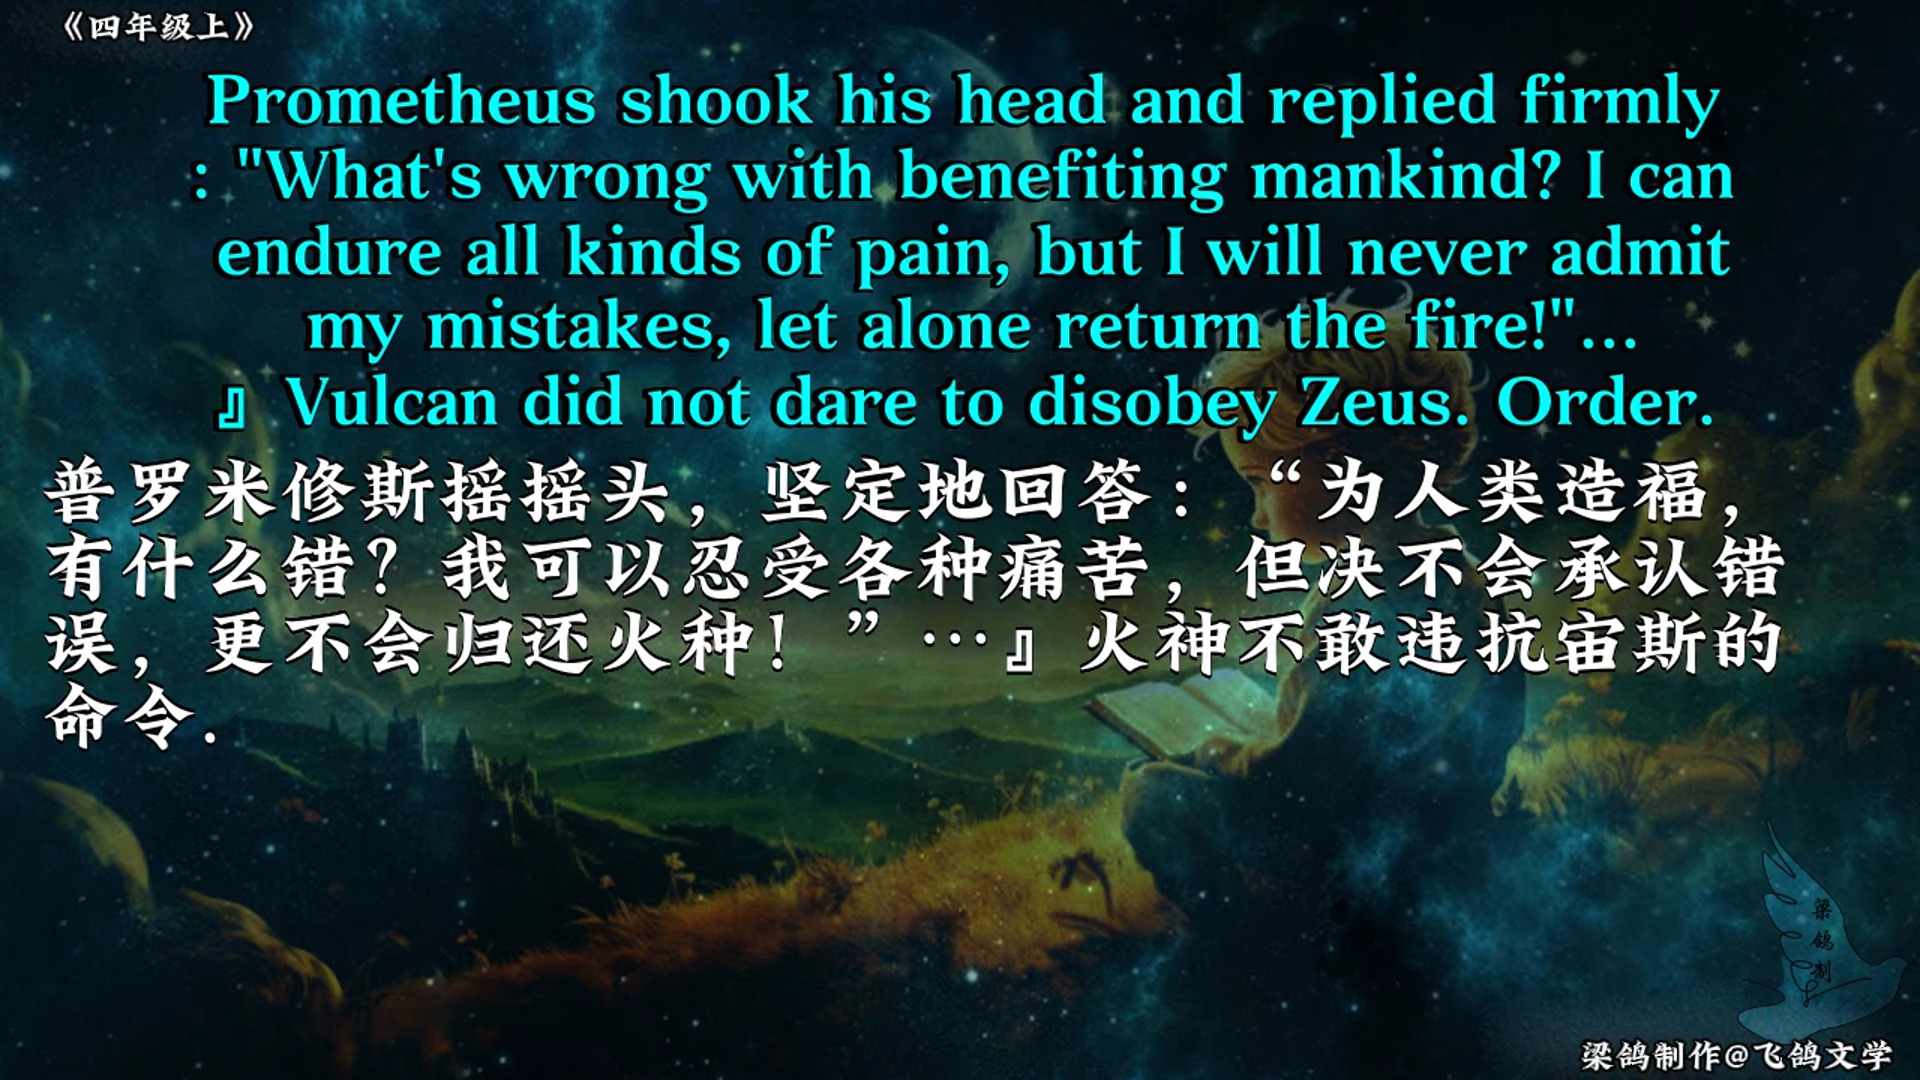 《四年级上》
Prometheus shook his head and replied firmly
: "What's wrong with benefiting mankind? I can
endure all kinds of pain, but I will never admit
my mistakes, let alone return the fire!"...
』 Vulcan did not dare to disobey Zeus. Order.
普罗米修斯摇摇头，坚定地回答：“为人类造福，
有什么错？我可以忍受各种痛苦，但决不会承认错
误，更不会归还火种！”…』火神不敢违抗宙斯的
命令.
梁
鸽
制
梁鸽制作@飞鸽文学